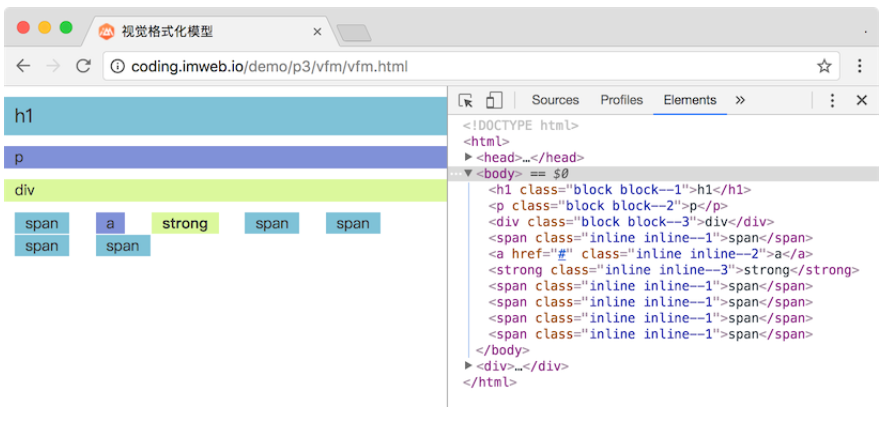 视觉格式化模型
coding.imweb.io/demo/p3/vfm/vfm.html
h1
p
div
span a strong span span
span span
Sources Profiles Elements »
<!DOCTYPE html>
<html>
<head>…</head>
<body> == $0
<h1 class="block block--1">h1</h1>
<p class="block block--2">p</p>
<div class="block block--3">div</div>
<span class="inline inline--1">span</span>
<a href="#" class="inline inline--2">a</a>
<strong class="inline inline--3">strong</strong>
<span class="inline inline--1">span</span>
<span class="inline inline--1">span</span>
<span class="inline inline--1">span</span>
<span class="inline inline--1">span</span>
</body>
<div>…</div>
</html>